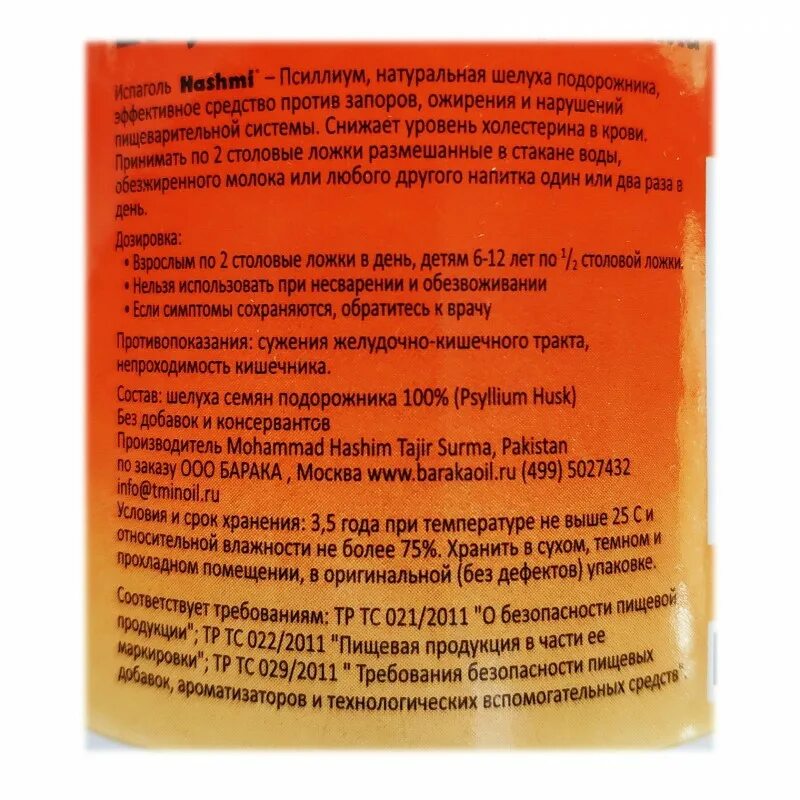 Испаголь Hashmi® – Псиллиум, натуральная шелуха подорожника,
эффективное средство против запоров, ожирения и нарушений
пищеварительной системы. Снижает уровень холестерина в крови.
Принимать по 2 столовые ложки размешанные в стакане воды,
обезжиренного молока или любого другого напитка один или два раза в
день.
Дозировка:
• Взрослым по 2 столовые ложки в день, детям 6-12 лет по 1/2 столовой ложки.
• Нельзя использовать при несварении и обезвоживании
• Если симптомы сохраняются, обратитесь к врачу
Противопоказания: сужения желудочно-кишечного тракта,
непроходимость кишечника.
Состав: шелуха семян подорожника 100% (Psyllium Husk)
Без добавок и консервантов
Производитель Mohammad Hashim Tajir Surma, Pakistan
по заказу ООО БАРАКА , Москва www.barakaoil.ru (499) 5027432
info@tminoil.ru
Условия и срок хранения: 3,5 года при температуре не выше 25 С и
относительной влажности не более 75%. Хранить в сухом, темном и
прохладном помещении, в оригинальной (без дефектов) упаковке.
Соответствует требованиям: ТР ТС 021/2011 "О безопасности пищевой
продукции"; ТР ТС 022/2011 "Пищевая продукция в части ее
маркировки"; ТР ТС 029/2011 " Требования безопасности пищевых
добавок, ароматизаторов и технологических вспомогательных средств".